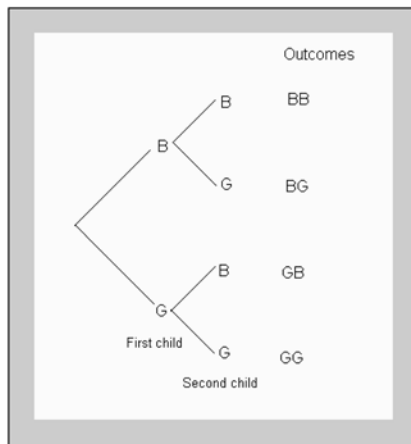 Outcomes
B BB
B
G BG
B GB
G
First child
G GG
Second child